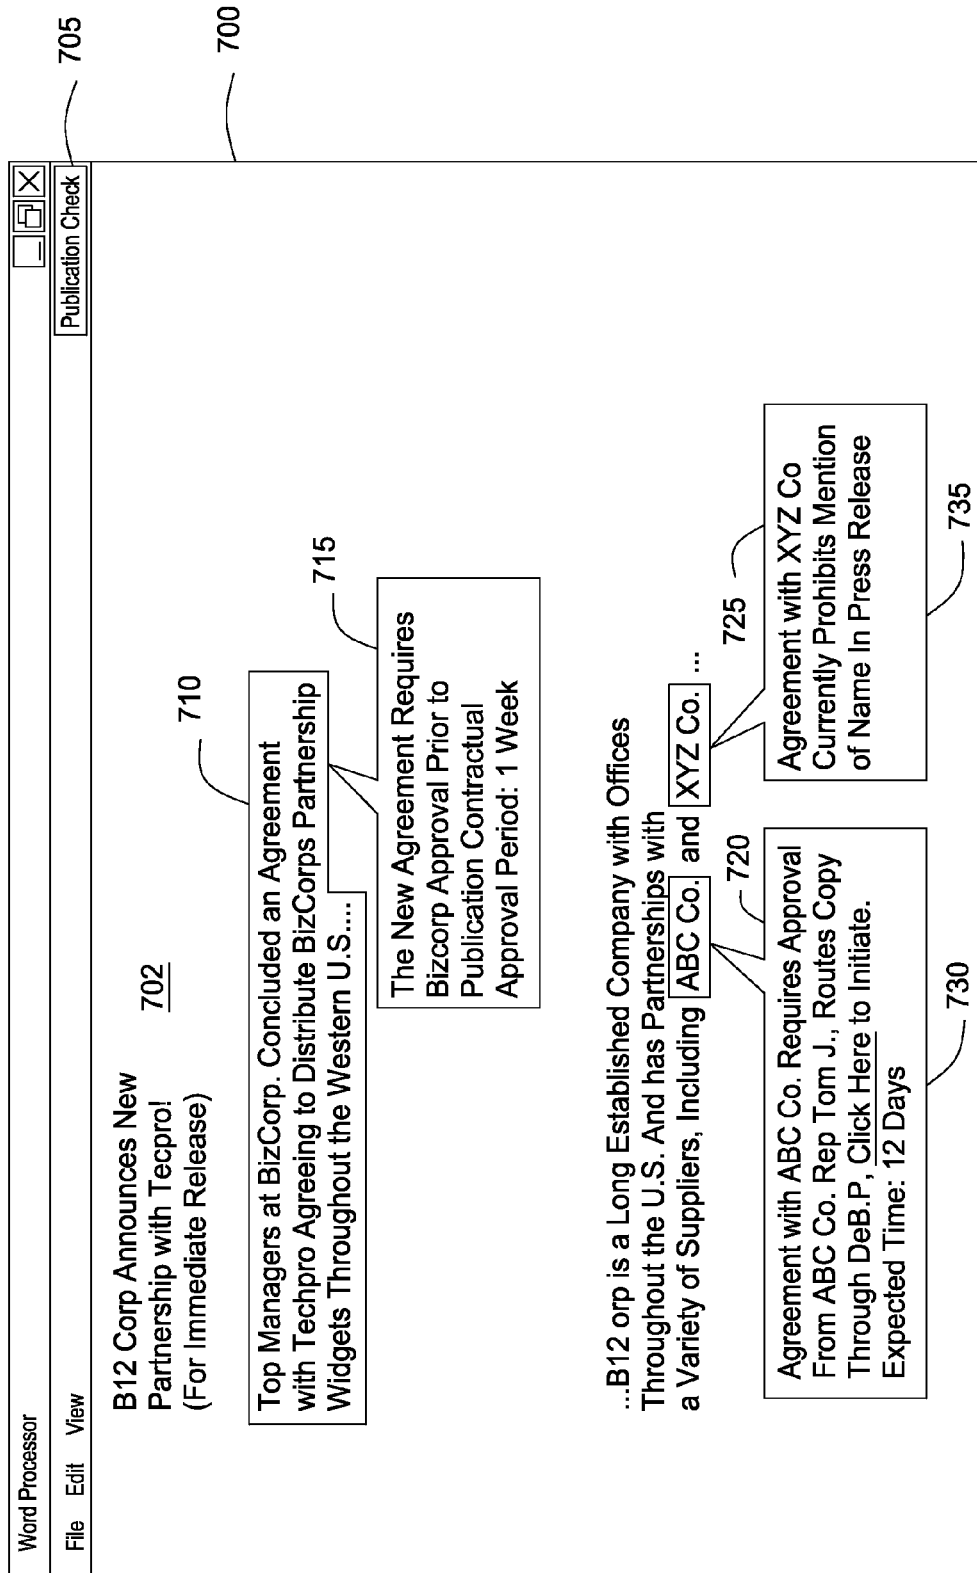 Word Processor
File Edit View
Publication Check
705
700
B12 Corp Announces New
Partnership with Tecpro!
(For Immediate Release)
702
710
Top Managers at BizCorp. Concluded an Agreement
with Techpro Agreeing to Distribute BizCorps Partnership
Widgets Throughout the Western U.S....
715
The New Agreement Requires
Bizcorp Approval Prior to
Publication Contractual
Approval Period: 1 Week
...B12 orp is a Long Established Company with Offices
Throughout the U.S. And has Partnerships with
a Variety of Suppliers, Including ABC Co. and XYZ Co. ...
720
725
Agreement with ABC Co. Requires Approval
From ABC Co. Rep Tom J., Routes Copy
Through DeB.P, Click Here to Initiate.
Expected Time: 12 Days
730
Agreement with XYZ Co
Currently Prohibits Mention
of Name In Press Release
735